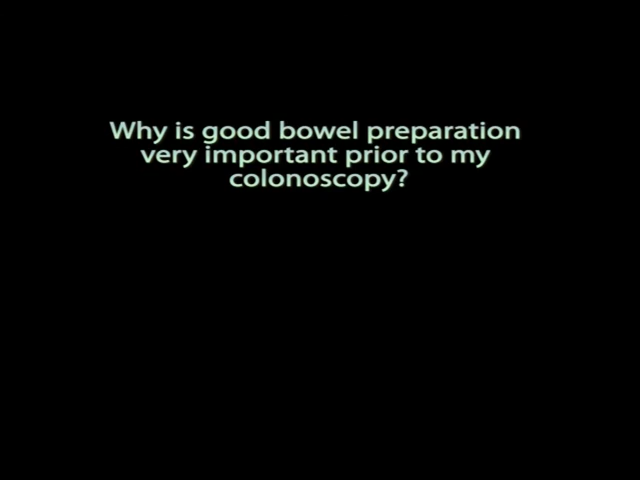 Why is good bowel preparation
very important prior to my
colonoscopy?